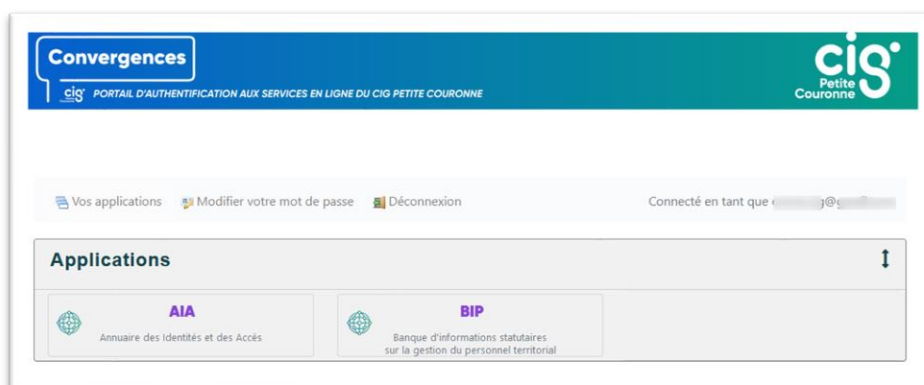 Convergences
cig PORTAIL D'AUTHENTIFICATION AUX SERVICES EN LIGNE DU CIG PETITE COURONNE
cig
Petite
Couronne
Vos applications Modifier votre mot de passe Déconnexion Connecté en tant que
Applications
AIA
Annuaire des Identités et des Accès
BIP
Banque d'informations statutaires
sur la gestion du personnel territorial